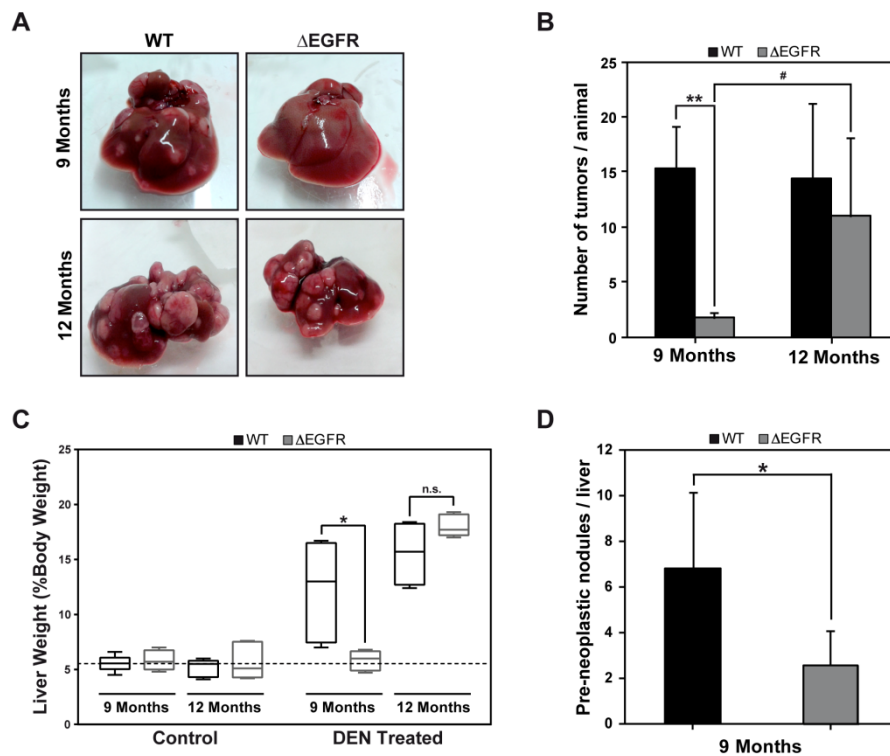 A
WT
ΔEGFR
9 Months
12 Months
B
WT ΔEGFR
Number of tumors / animal
25
20
15
10
5
0
**
#
9 Months
12 Months
C
WT ΔEGFR
Liver Weight (%Body Weight)
25
20
15
10
5
0
*
n.s.
9 Months 12 Months 9 Months 12 Months
Control DEN Treated
D
WT ΔEGFR
Pre-neoplastic nodules / liver
12
10
8
6
4
2
0
*
9 Months